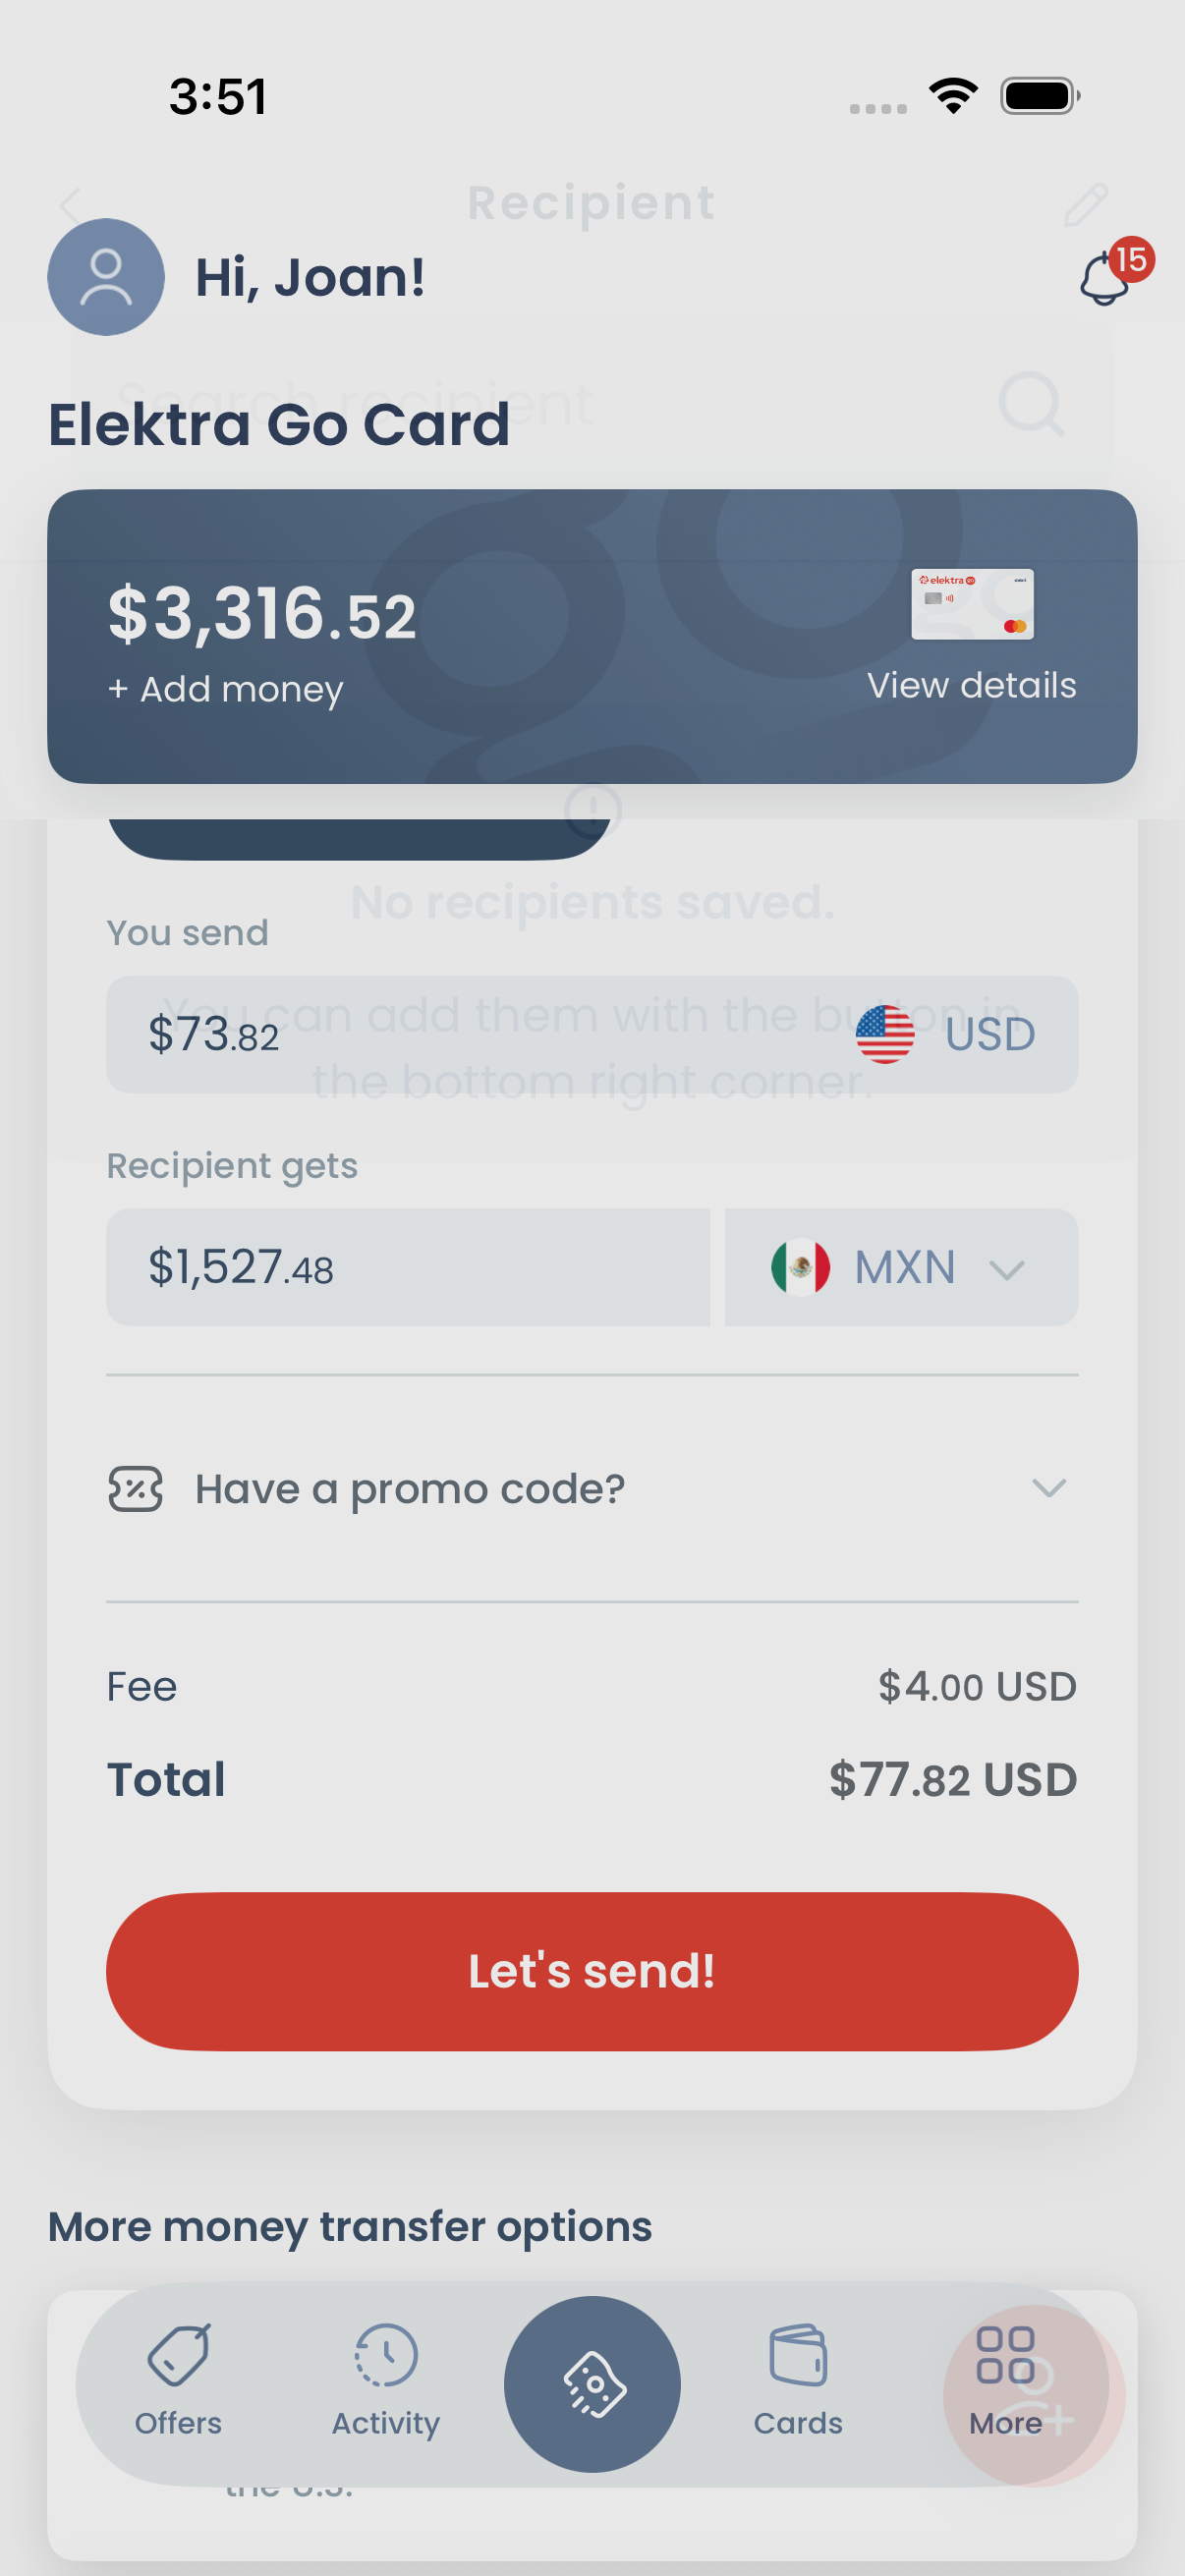 3:51
Recipient
Hi, Joan!
15
Search recipient
Elektra Go Card
elektra go
$3,316.52
+ Add money
View details
No recipients saved.
You send
You can add them with the button in
$73.82
USD
the bottom right corner.
Recipient gets
$1,527.48
MXN
Have a promo code?
Fee
$4.00 USD
Total
$77.82 USD
Let's send!
More money transfer options
Offers
Activity
Cards
More
the U.S.